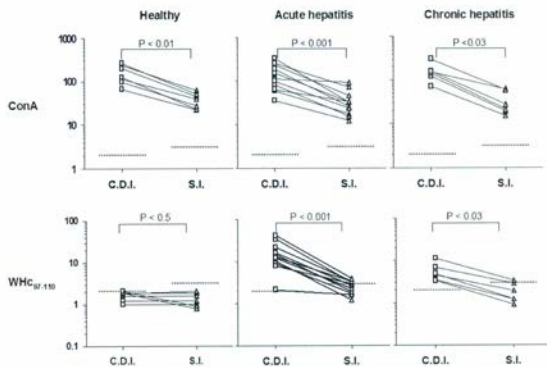 Healthy Acute hepatitis Chronic hepatitis
ConA
1000
100
10
1
P < 0.01 P < 0.001 P <0.03
C.D.I. S.I. C.D.I. S.I. C.D.I. S.I.
WHc97-110
100
10
1
0.1
P < 0.5 P < 0.001 P < 0.03
C.D.I. S.I. C.D.I. S.I. C.D.I. S.I.